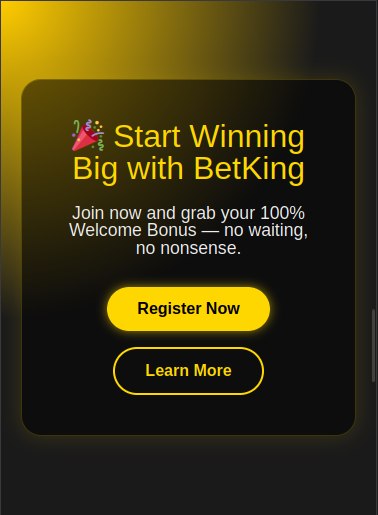 🎉 Start Winning
Big with BetKing
Join now and grab your 100%
Welcome Bonus — no waiting,
no nonsense.
Register Now
Learn More